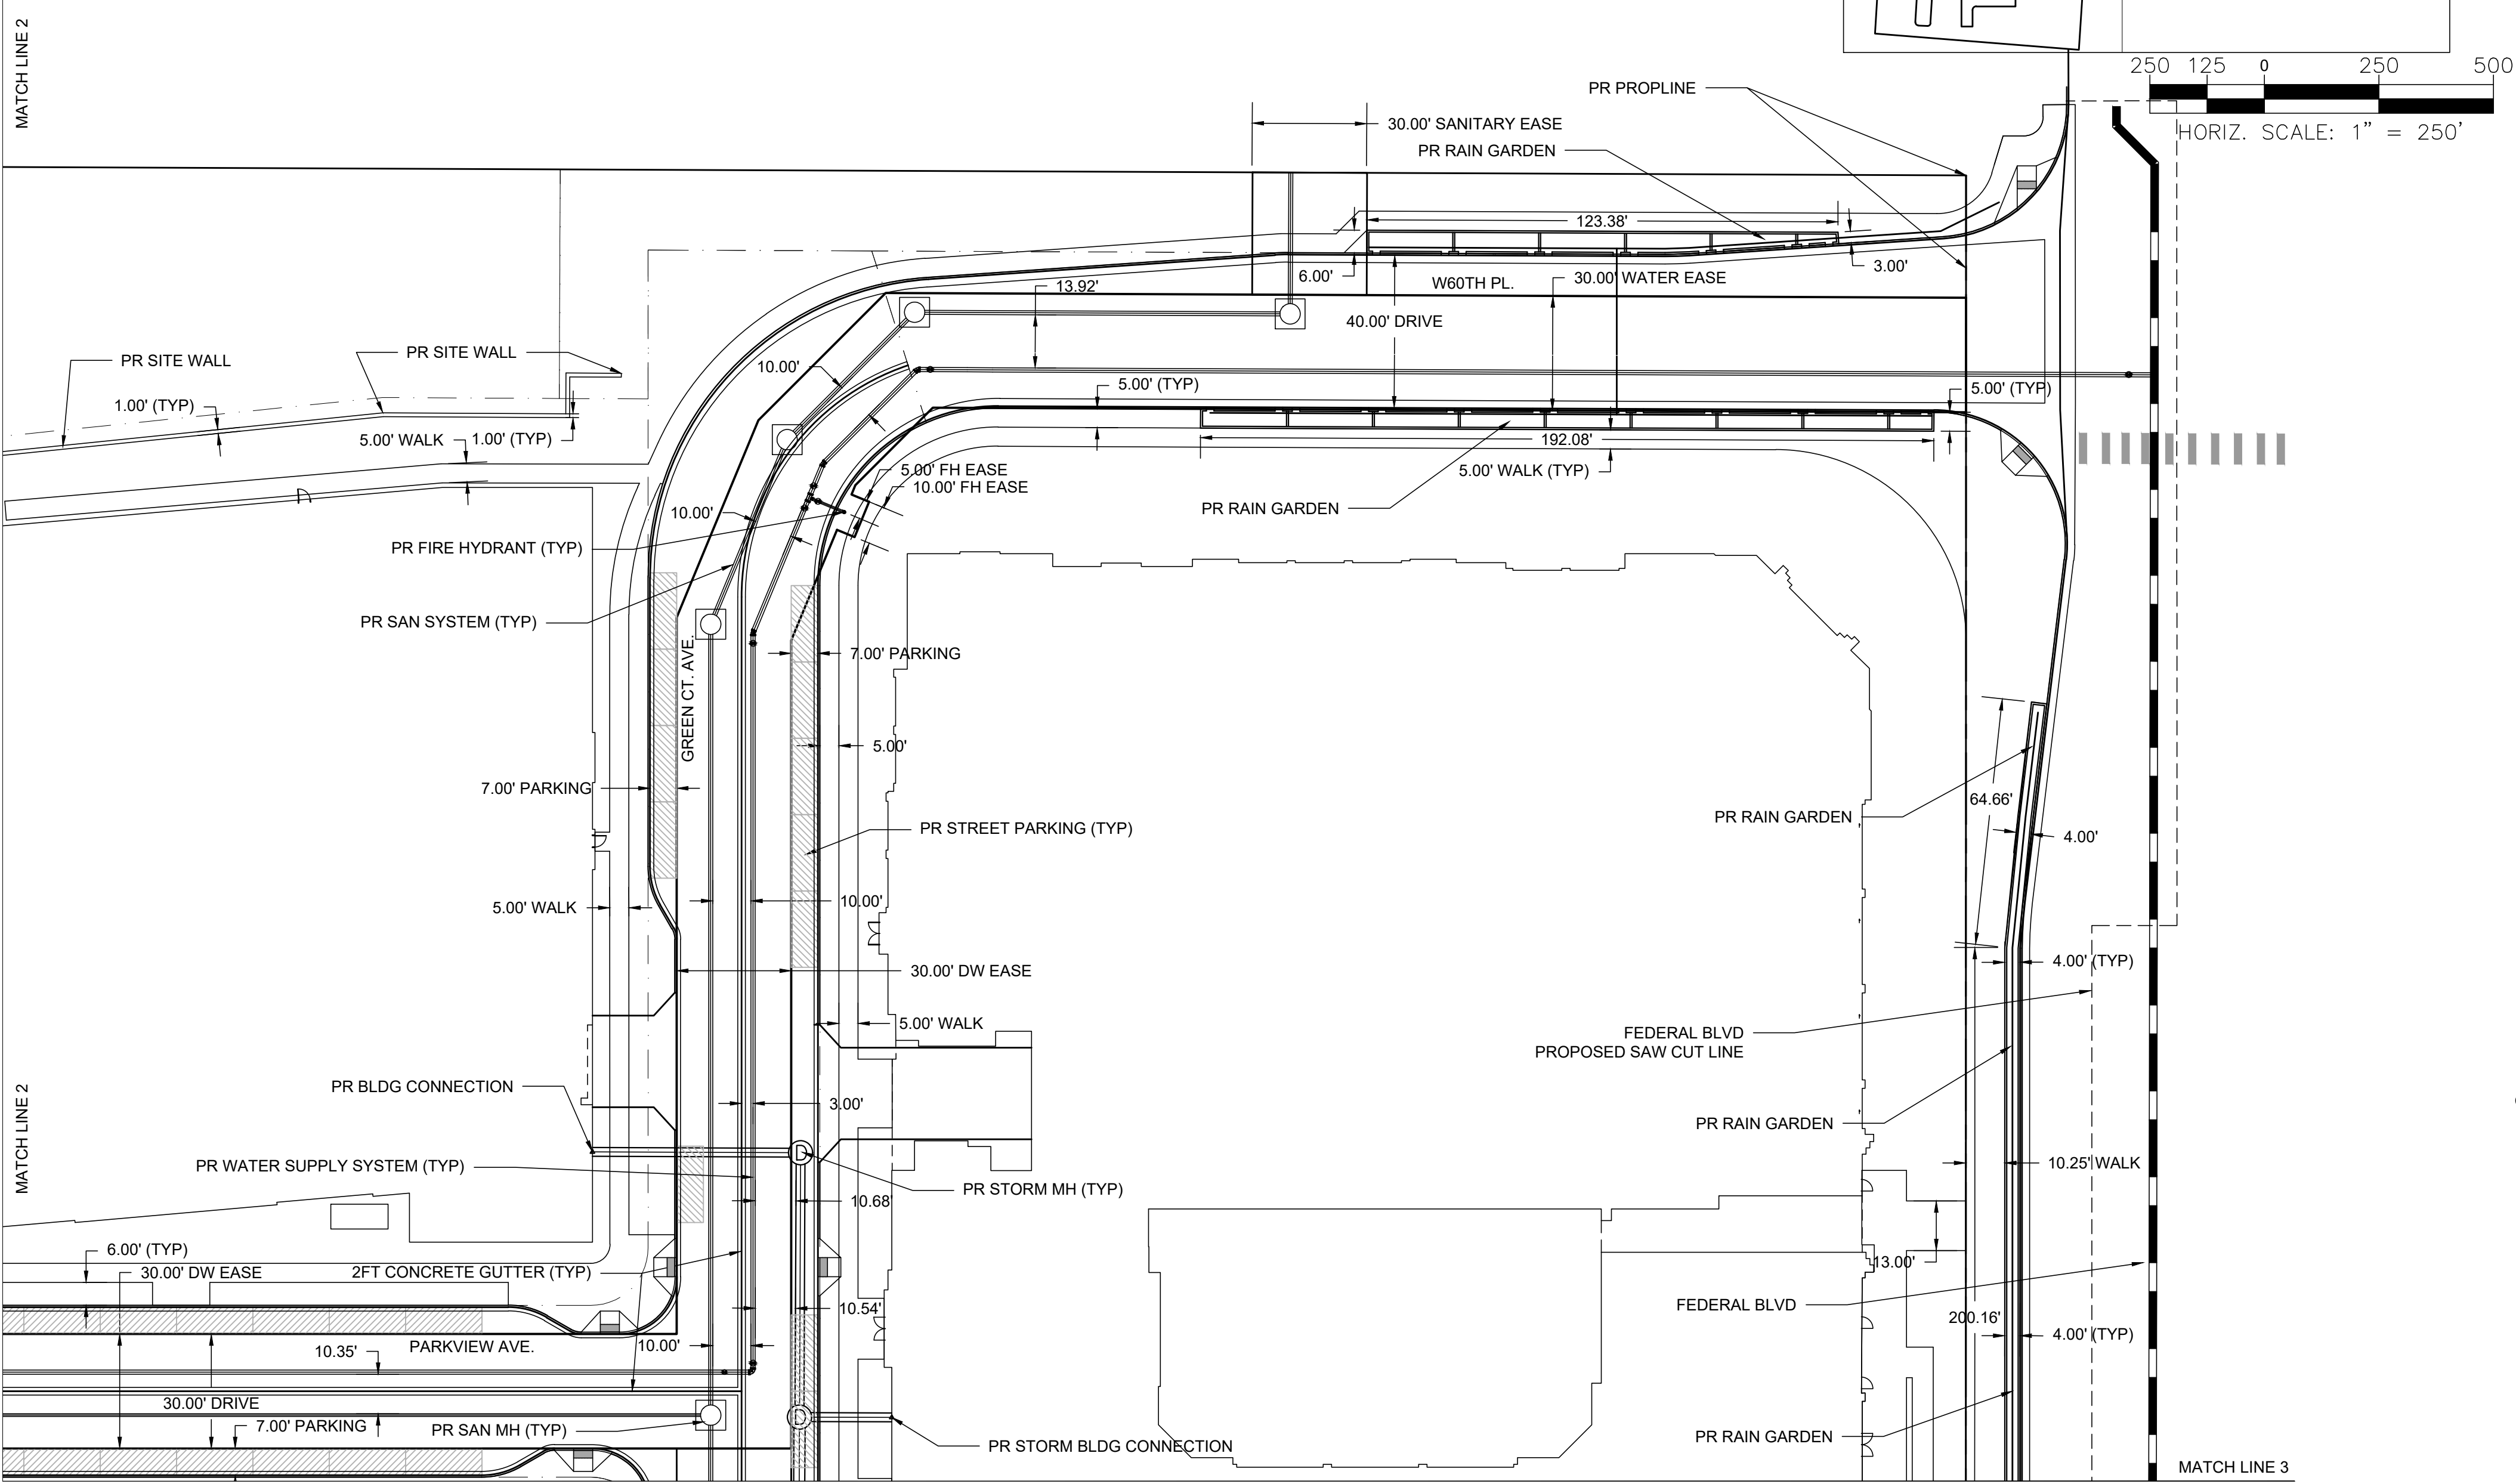 MATCH LINE 2
250 125 0 250 500
HORIZ. SCALE: 1" = 250'
PR PROPLINE
30.00' SANITARY EASE
PR RAIN GARDEN
123.38'
6.00'
3.00'
W60TH PL.
30.00' WATER EASE
13.92'
40.00' DRIVE
PR SITE WALL
PR SITE WALL
10.00'
5.00' (TYP)
5.00' (TYP)
1.00' (TYP)
5.00' WALK
1.00' (TYP)
192.08'
5.00' FH EASE
5.00' WALK (TYP)
10.00' FH EASE
PR RAIN GARDEN
10.00'
PR FIRE HYDRANT (TYP)
PR SAN SYSTEM (TYP)
7.00' PARKING
GREEN CT. AVE.
5.00'
7.00' PARKING
64.66'
PR RAIN GARDEN
PR STREET PARKING (TYP)
4.00'
5.00' WALK
10.00'
4.00' (TYP)
30.00' DW EASE
5.00' WALK
FEDERAL BLVD
PROPOSED SAW CUT LINE
PR BLDG CONNECTION
MATCH LINE 2
3.00'
PR RAIN GARDEN
D
PR WATER SUPPLY SYSTEM (TYP)
10.25' WALK
PR STORM MH (TYP)
10.68'
6.00' (TYP)
30.00' DW EASE
2FT CONCRETE GUTTER (TYP)
13.00'
10.54'
FEDERAL BLVD
200.16'
4.00' (TYP)
10.35'
PARKVIEW AVE.
10.00'
30.00' DRIVE
7.00' PARKING
PR SAN MH (TYP)
D
PR STORM BLDG CONNECTION
PR RAIN GARDEN
MATCH LINE 3